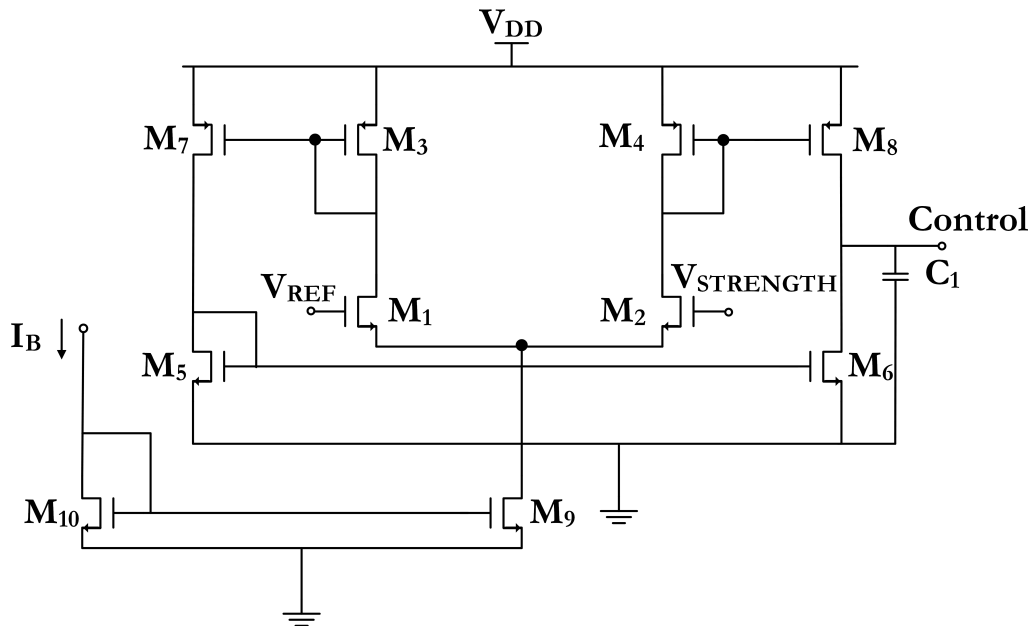 VDD
M7
M3
M4
M8
Control
VREF
VSTRENGTH
C1
M1
M2
IB
M5
M6
M10
M9